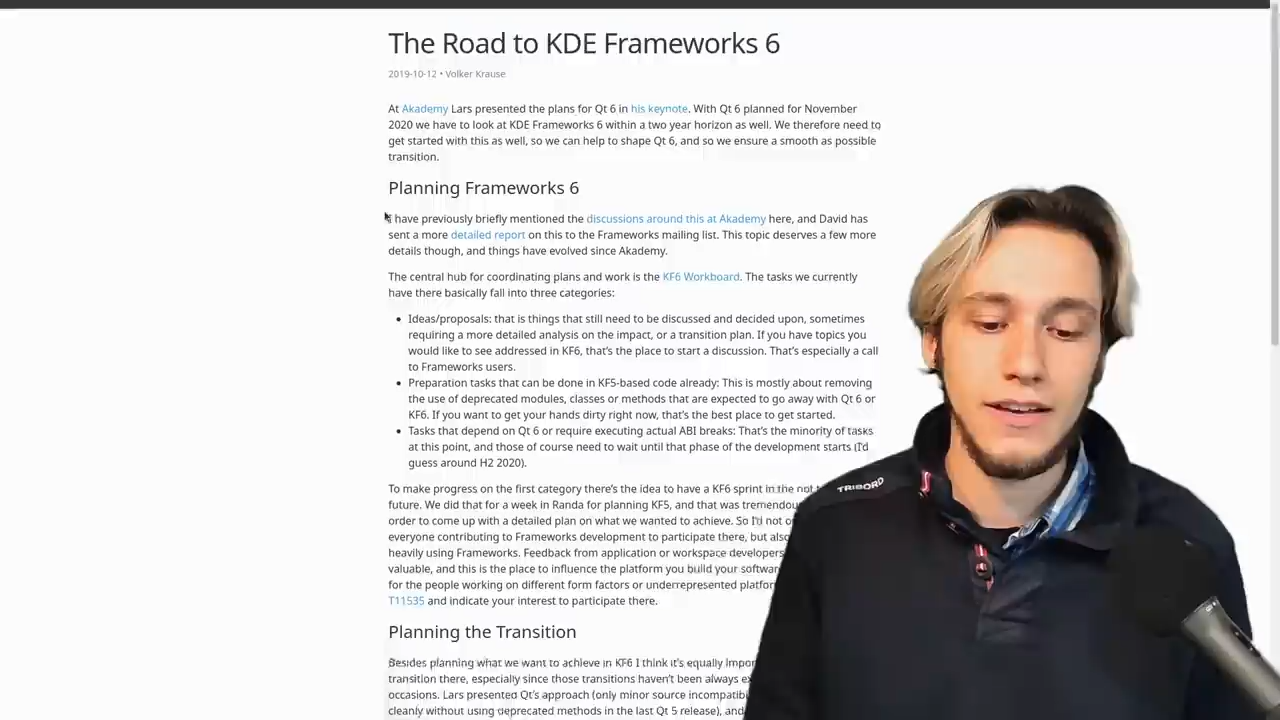 The Road to KDE Frameworks 6
2019-10-12 • Volker Krause
At Akademy Lars presented the plans for Qt 6 in his keynote. With Qt 6 planned for November
2020 we have to look at KDE Frameworks 6 within a two year horizon as well. We therefore need to
get started with this as well, so we can help to shape Qt 6, and so we ensure a smooth as possible
transition.
Planning Frameworks 6
I have previously briefly mentioned the discussions around this at Akademy here, and David has
sent a more detailed report on this to the Frameworks mailing list. This topic deserves a few more
details though, and things have evolved since Akademy.
The central hub for coordinating plans and work is the KF6 Workboard. The tasks we currently
have there basically fall into three categories:
• Ideas/proposals: that is things that still need to be discussed and decided upon, sometimes
requiring a more detailed analysis on the impact, or a transition plan. If you have topics you
would like to see addressed in KF6, that's the place to start a discussion. That's especially a call
to Frameworks users.
• Preparation tasks that can be done in KF5-based code already: This is mostly about removing
the use of deprecated modules, classes or methods that are expected to go away with Qt 6 or
KF6. If you want to get your hands dirty right now, that's the best place to get started.
• Tasks that depend on Qt 6 or require executing actual ABI breaks: That's the minority of tasks
at this point, and those of course need to wait until that phase of the development starts (I'd
guess around H2 2020).
To make progress on the first category there's the idea to have a KF6 sprint in the not
future. We did that for a week in Randa for planning KF5, and that was
order to come up with a detailed plan on what we wanted to achieve. So I'm not
everyone contributing to Frameworks development to participate there, but
heavily using Frameworks. Feedback from application or workspace developers
valuable, and this is the place to influence the platform you build your
for the people working on different form factors or underrepresented
T11535 and indicate your interest to participate there.
Planning the Transition
Besides planning what we want to achieve in KF6 I think it's equally
transition there, especially since those transitions haven't been always
occasions. Lars presented Qt's approach (only minor source
cleanly without using deprecated methods in the last Qt 5 release), and
TRIBORD